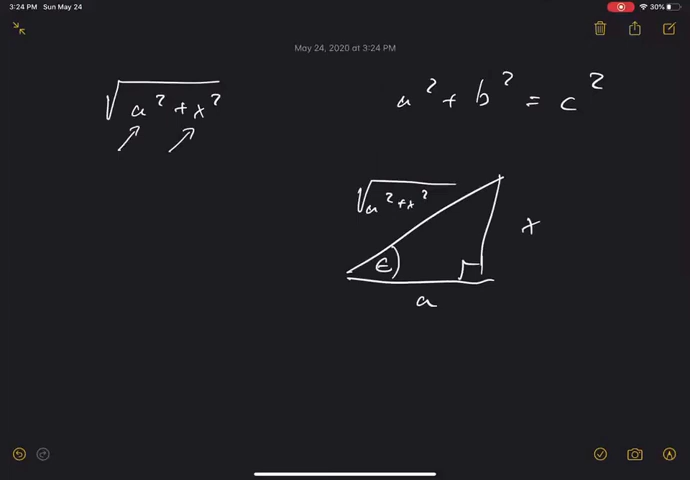 3:24 PM Sun May 24 30%
May 24, 2020 at 3:24 PM
√(a² + x²)
a² + b² = c²
√(a²+x²)
x
ϵ
a